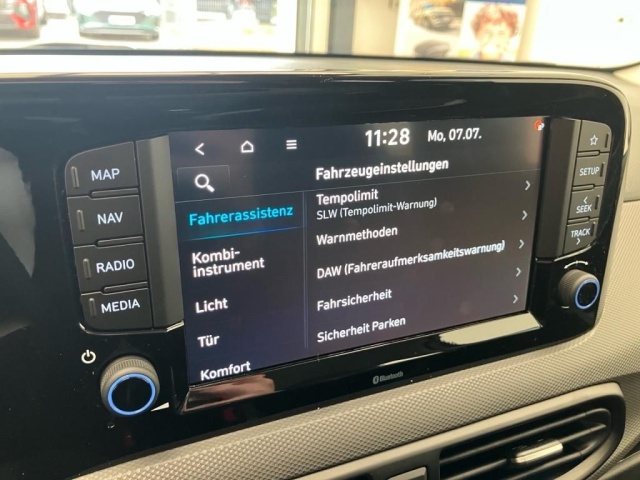 11:28 Mo, 07.07.
Fahrzeugeinstellungen
Fahrerassistenz
Kombi-
instrument
Licht
Tür
Komfort
Tempolimit
SLW (Tempolimit-Warnung)
Warnmethoden
DAW (Fahreraufmerksamkeitswarnung)
Fahrsicherheit
Sicherheit Parken
MAP
NAV
RADIO
MEDIA
SETUP
SEEK
TRACK
Bluetooth